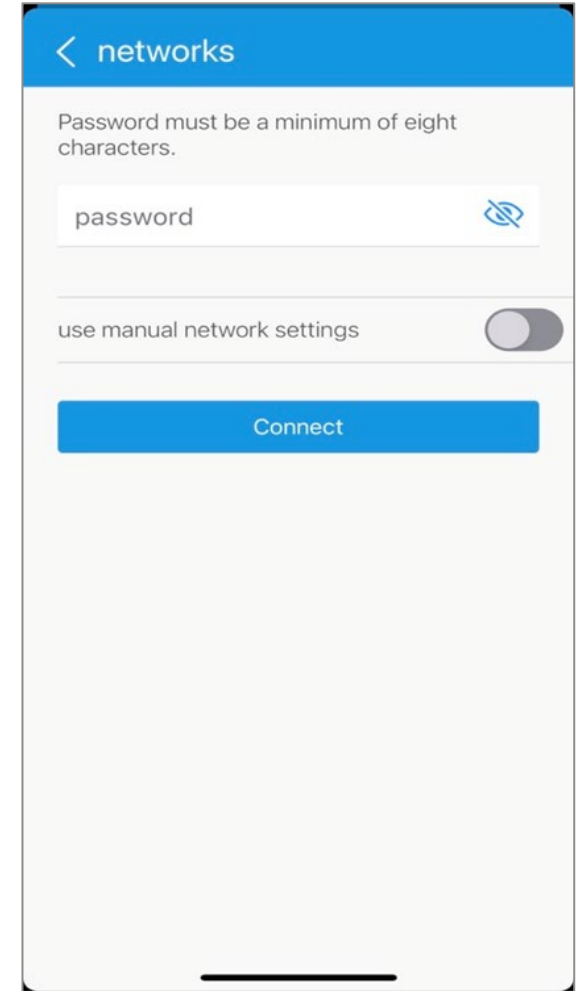 networks
Password must be a minimum of eight
characters.
password
use manual network settings
Connect